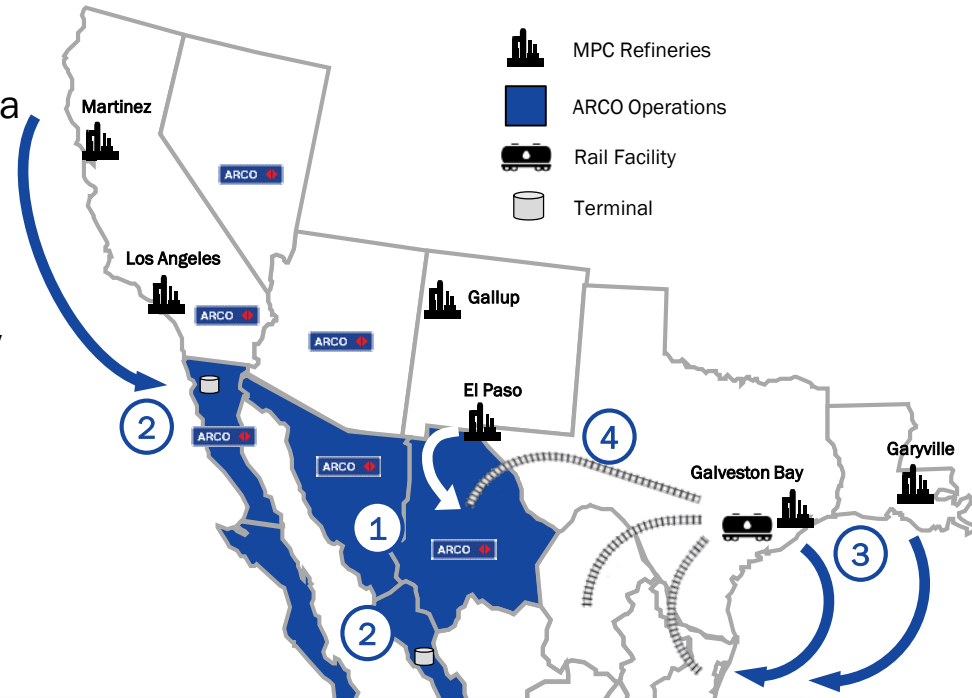 MPC Refineries
ARCO Operations
Rail Facility
Terminal
a
Martinez
ARCO
Los Angeles
ARCO
Gallup
ARCO
El Paso
2
ARCO
4
ARCO
Galveston Bay
Garyville
1
ARCO
3
2